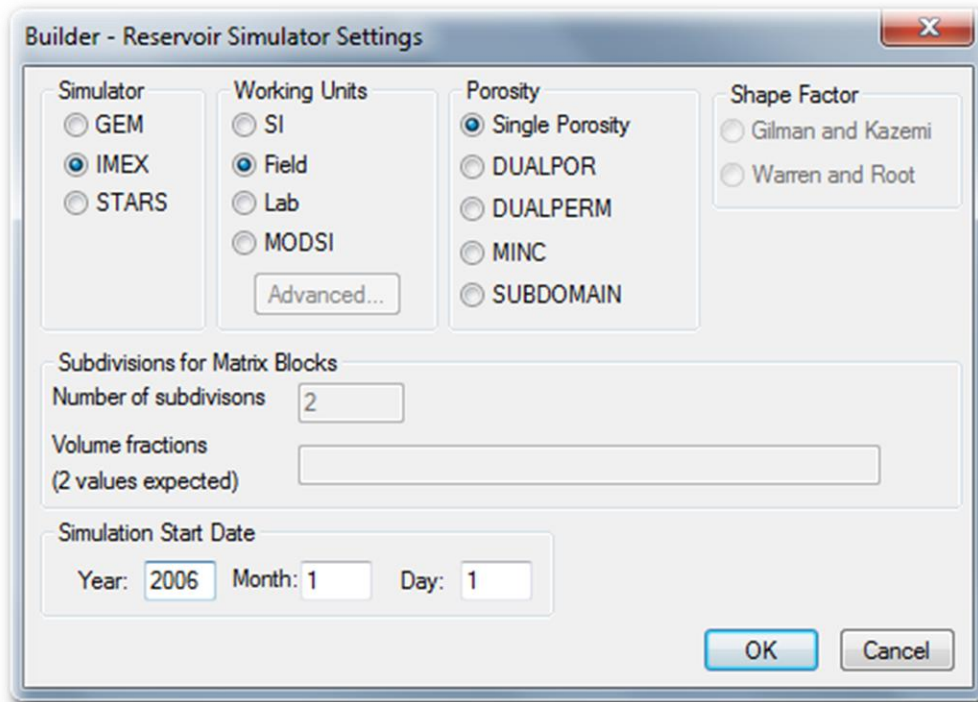 Builder - Reservoir Simulator Settings
Simulator
GEM
IMEX
STARS
Working Units
SI
Field
Lab
MODSI
Advanced...
Porosity
Single Porosity
DUALPOR
DUALPERM
MINC
SUBDOMAIN
Shape Factor
Gilman and Kazemi
Warren and Root
Subdivisions for Matrix Blocks
Number of subdivisons 2
Volume fractions
(2 values expected)
Simulation Start Date
Year: 2006 Month: 1 Day: 1
OK Cancel